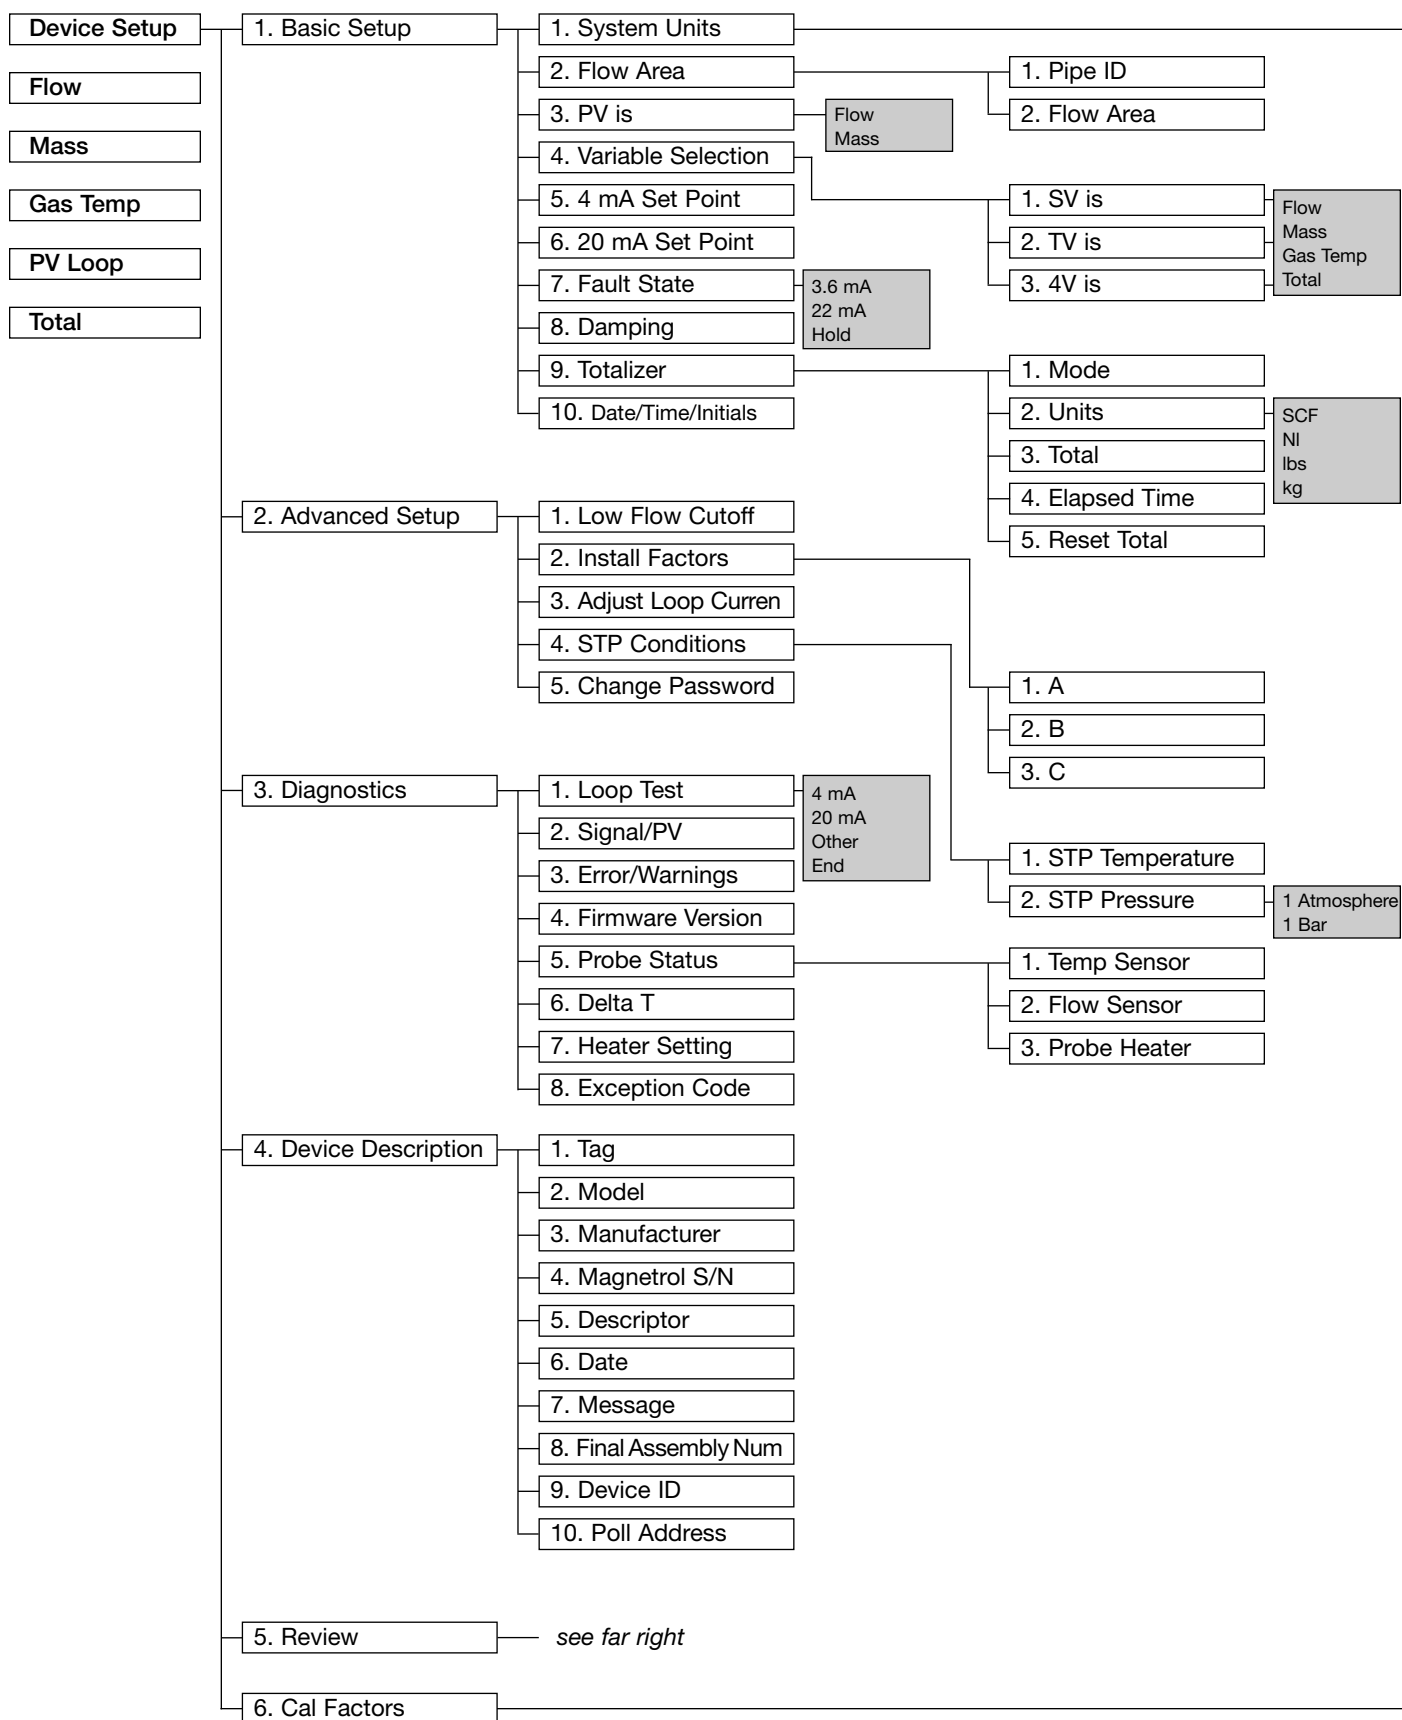 Device Setup
Flow
Mass
Gas Temp
PV Loop
Total
1. Basic Setup
1. System Units
2. Flow Area
1. Pipe ID
2. Flow Area
3. PV is
Flow
Mass
4. Variable Selection
1. SV is
2. TV is
3. 4V is
Flow
Mass
Gas Temp
Total
5. 4 mA Set Point
6. 20 mA Set Point
7. Fault State
3.6 mA
22 mA
Hold
8. Damping
9. Totalizer
1. Mode
2. Units
SCF
Nl
lbs
kg
3. Total
4. Elapsed Time
5. Reset Total
10. Date/Time/Initials
2. Advanced Setup
1. Low Flow Cutoff
2. Install Factors
1. A
2. B
3. C
3. Adjust Loop Curren
4. STP Conditions
1. STP Temperature
2. STP Pressure
1 Atmosphere
1 Bar
5. Change Password
3. Diagnostics
1. Loop Test
4 mA
20 mA
Other
End
2. Signal/PV
3. Error/Warnings
4. Firmware Version
5. Probe Status
1. Temp Sensor
2. Flow Sensor
3. Probe Heater
6. Delta T
7. Heater Setting
8. Exception Code
4. Device Description
1. Tag
2. Model
3. Manufacturer
4. Magnetrol S/N
5. Descriptor
6. Date
7. Message
8. Final Assembly Num
9. Device ID
10. Poll Address
5. Review
see far right
6. Cal Factors